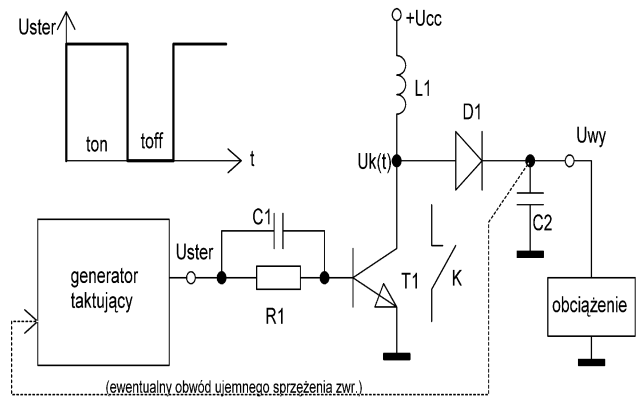 Uster
+Ucc
L1
D1
ton
toff
t
Uk(t)
Uwy
C1
C2
Uster
generator
taktujący
T1
K
R1
obciążenie
(ewentualny obwód ujemnego sprzężenia zwr.)